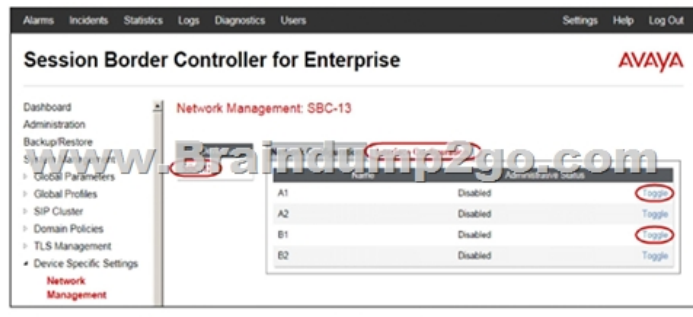 Alarms Incidents Statistics Logs Diagnostics Users Settings Help Log Out
Session Border Controller for Enterprise
AVAYA
Dashboard
Administration
Backup/Restore
Global Parameters
Global Profiles
SIP Cluster
Domain Policies
TLS Management
Device Specific Settings
Network
Management
Network Management: SBC-13
www.Braindump2go.com
Name Administrative Status
A1 Disabled Toggle
A2 Disabled Toggle
B1 Disabled Toggle
B2 Disabled Toggle